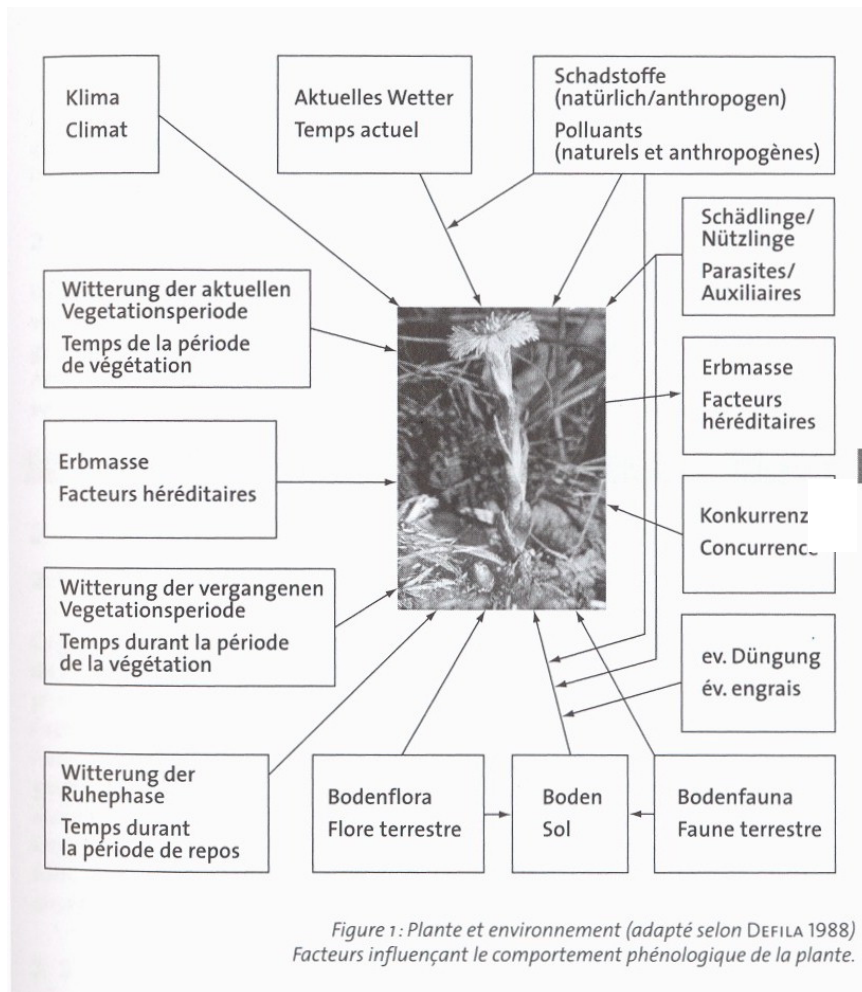 Klima
Climat
Aktuelles Wetter
Temps actuel
Schadstoffe
(natürlich/anthropogen)
Polluants
(naturels et anthropogènes)
Schädlinge/
Nützlinge
Parasites/
Auxiliaires
Witterung der aktuellen
Vegetationsperiode
Temps de la période
de végétation
Erbmasse
Facteurs
héréditaires
Erbmasse
Facteurs héréditaires
Konkurrenz
Concurrence
Witterung der vergangenen
Vegetationsperiode
Temps durant la période
de la végétation
ev. Düngung
év. engrais
Witterung der
Ruhephase
Temps durant
la période de repos
Bodenflora
Flore terrestre
Boden
Sol
Bodenfauna
Faune terrestre
Figure 1 : Plante et environnement (adapté selon DEFILA 1988)
Facteurs influençant le comportement phénologique de la plante.